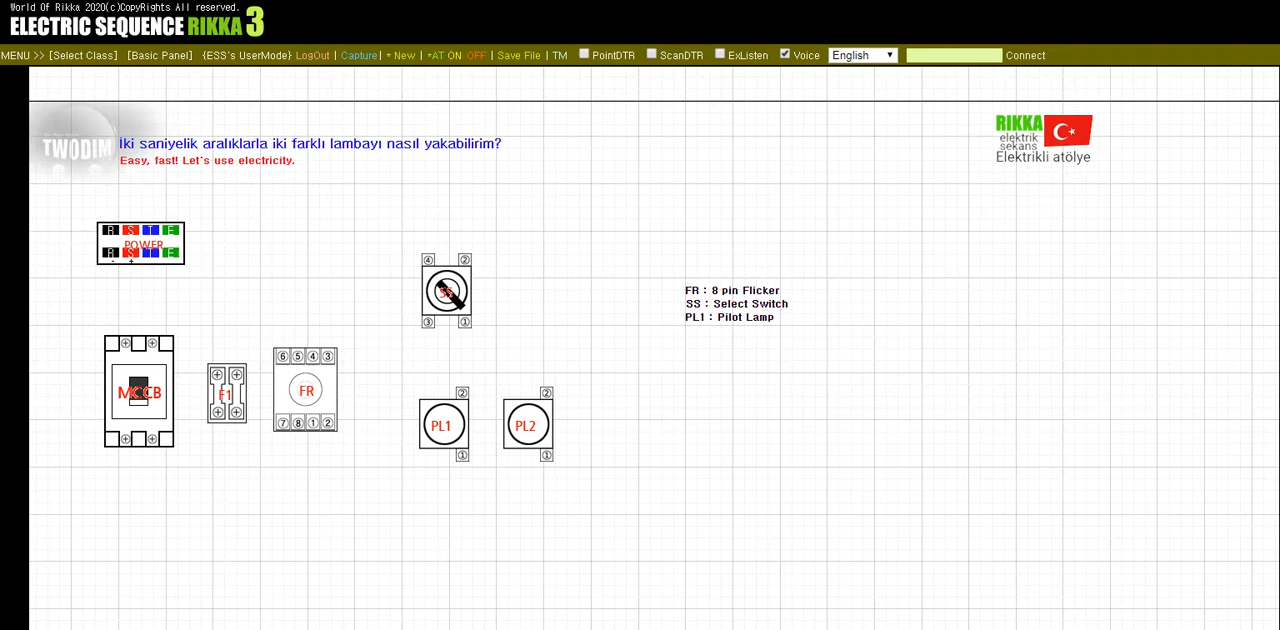 World Of Rikka 2020(c)CopyRights All reserved.
ELECTRIC SEQUENCE RIKKA 3
MENU >> [Select Class] [Basic Panel] {ESS's UserMode} LogOut | Capture | + New | +AT ON OFF | Save File | TM PointDTR ScanDTR ExListen Voice English Connect
TWODIM
İki saniyelik aralıklarla iki farklı lambayı nasıl yakabilirim?
Easy, fast! Let's use electricity.
RIKKA
elektrik
sekans
Elektrikli atölye
R S T E
POWER
R S T E
- +
④ ②
SS
③ ①
FR : 8 pin Flicker
SS : Select Switch
PL1 : Pilot Lamp
MCCB
F1
⑥ ⑤ ④ ③
FR
⑦ ⑧ ① ②
②
PL1
①
②
PL2
①